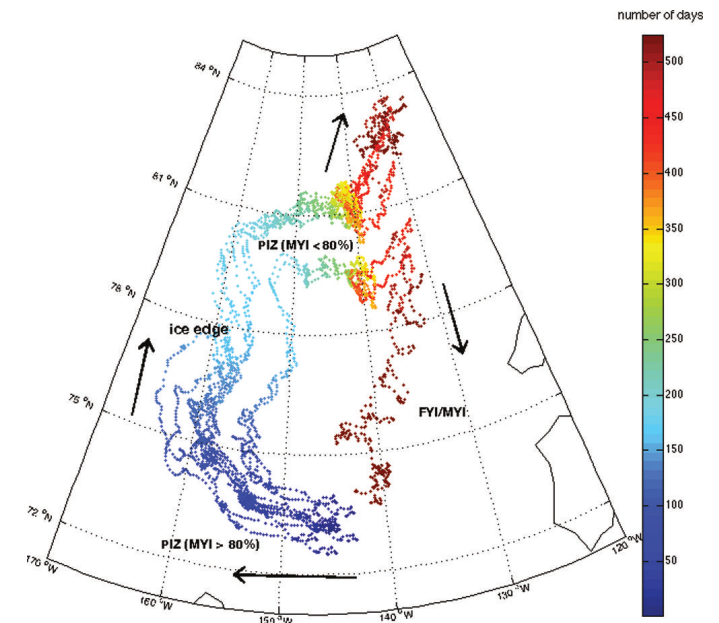 number of days
84 °N
81 °N
78 °N
75 °N
72 °N
170 °W
160 °W
150 °W
140 °W
130 °W
120 °W
PIZ (MYI <80%)
ice edge
FYI/MYI
PIZ (MYI > 80%)
500
450
400
350
300
250
200
150
100
50